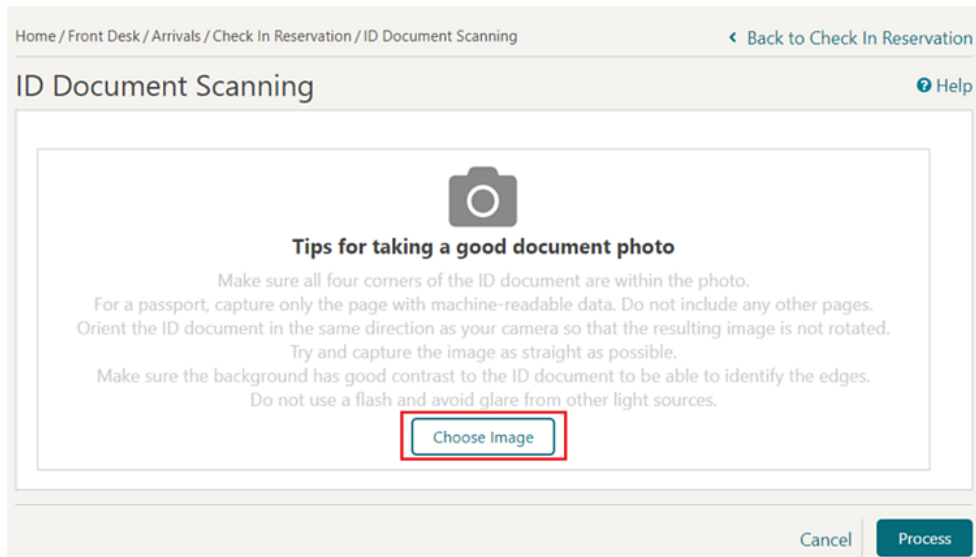 Home / Front Desk / Arrivals / Check In Reservation / ID Document Scanning
Back to Check In Reservation
ID Document Scanning
Help
Tips for taking a good document photo
Make sure all four corners of the ID document are within the photo.
For a passport, capture only the page with machine-readable data. Do not include any other pages.
Orient the ID document in the same direction as your camera so that the resulting image is not rotated.
Try and capture the image as straight as possible.
Make sure the background has good contrast to the ID document to be able to identify the edges.
Do not use a flash and avoid glare from other light sources.
Choose Image
Cancel
Process